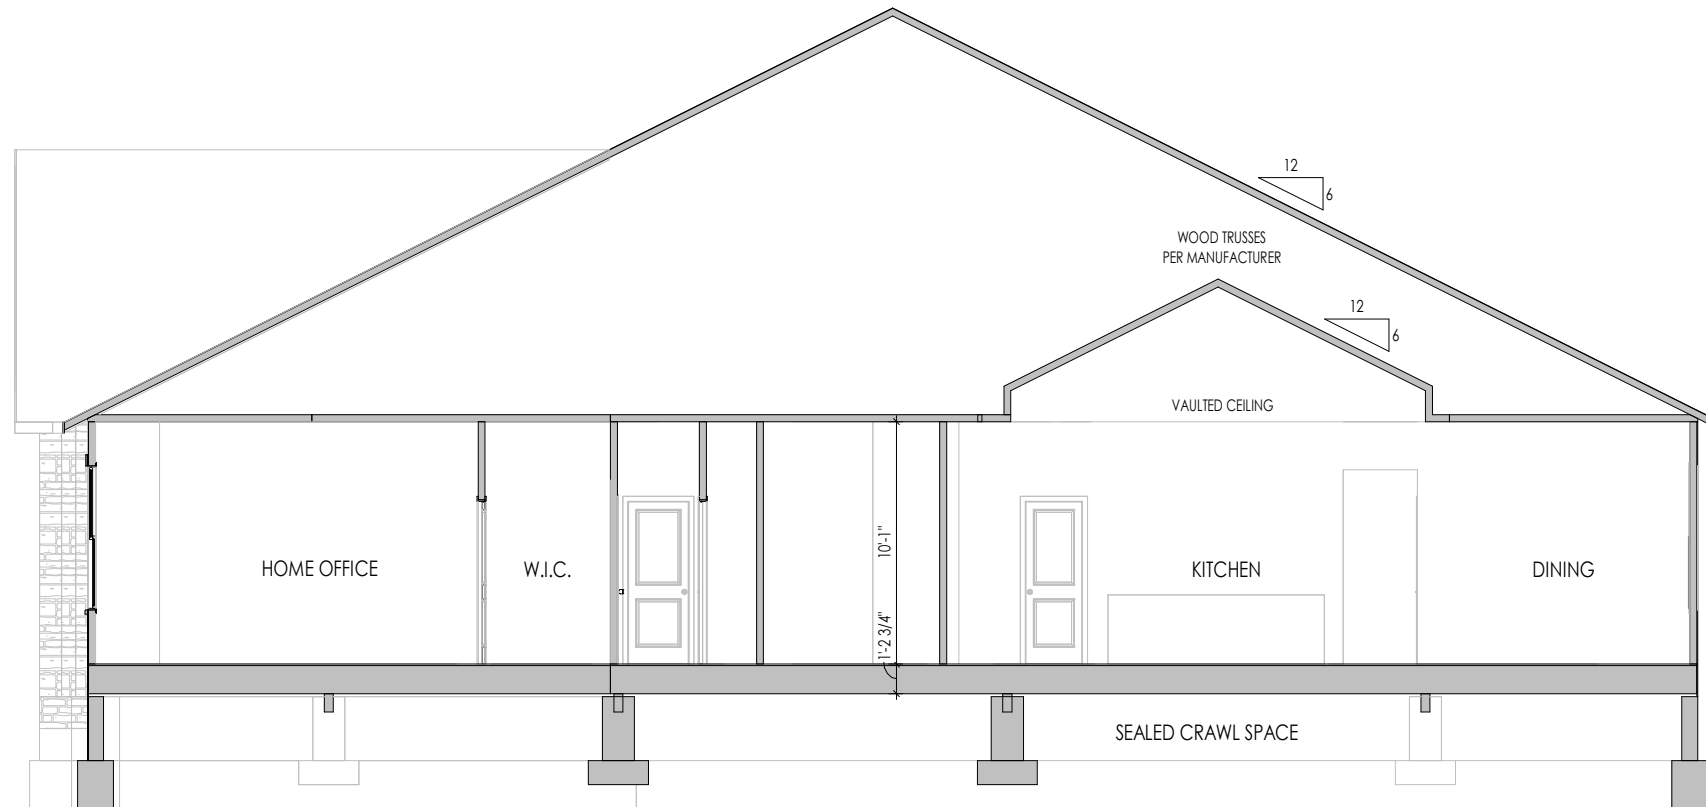 12
6
WOOD TRUSSES
PER MANUFACTURER
12
6
VAULTED CEILING
HOME OFFICE
W.I.C.
10'-1"
KITCHEN
DINING
1'-2 3/4"
SEALED CRAWL SPACE